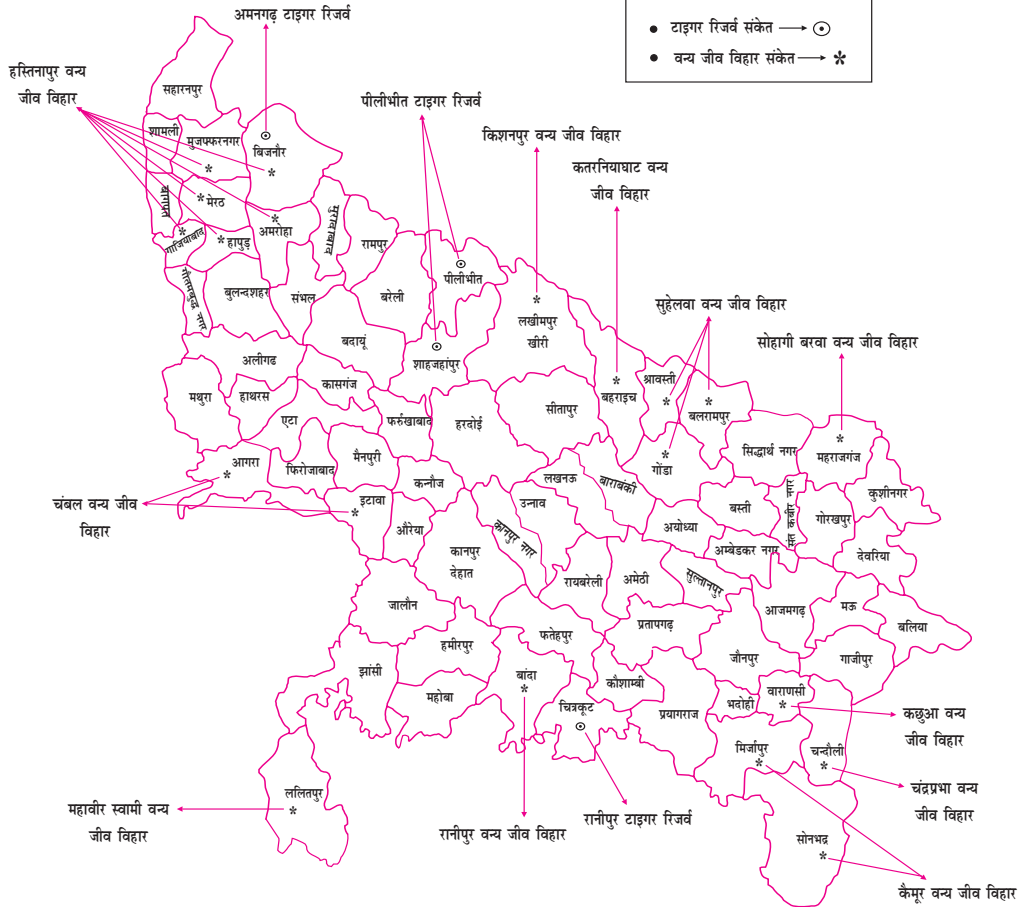 अमनगढ़ टाइगर रिजर्व
● टाइगर रिजर्व संकेत → ⊙
● वन्य जीव विहार संकेत → *
हस्तिनापुर वन्य
जीव विहार
पीलीभीत टाइगर रिजर्व
किशनपुर वन्य जीव विहार
कतरनियाघाट वन्य
जीव विहार
सुहेलवा वन्य जीव विहार
सोहागी बरवा वन्य जीव विहार
सहारनपुर
शामली
मुजफ्फरनगर
बिजनौर
बागपत
मेरठ
गाजियाबाद
हापुड़
अमरोहा
मुरादाबाद
रामपुर
गौतमबुद्ध नगर
बुलन्दशहर
संभल
बरेली
पीलीभीत
लखीमपुर
खीरी
बदायूं
शाहजहांपुर
अलीगढ
मथुरा
हाथरस
कासगंज
एटा
फर्रुखाबाद
हरदोई
सीतापुर
बहराइच
श्रावस्ती
बलरामपुर
सिद्धार्थ नगर
महराजगंज
आगरा
फिरोजाबाद
मैनपुरी
कन्नौज
लखनऊ
बाराबंकी
गोंडा
बस्ती
संत कबीर नगर
गोरखपुर
कुशीनगर
चंबल वन्य जीव
विहार
इटावा
औरेया
कानपुर
देहात
कानपुर नगर
उन्नाव
अयोध्या
अम्बेडकर नगर
देवरिया
रायबरेली
अमेठी
सुल्तानपुर
आजमगढ़
मऊ
बलिया
जालौन
हमीरपुर
फतेहपुर
प्रतापगढ़
जौनपुर
गाजीपुर
झांसी
महोबा
बांदा
चित्रकूट
कौशाम्बी
प्रयागराज
भदोही
वाराणसी
कछुआ वन्य
जीव विहार
मिर्जापुर
चन्दौली
चंद्रप्रभा वन्य
जीव विहार
ललितपुर
महावीर स्वामी वन्य
जीव विहार
रानीपुर वन्य जीव विहार
रानीपुर टाइगर रिजर्व
सोनभद्र
कैमूर वन्य जीव विहार